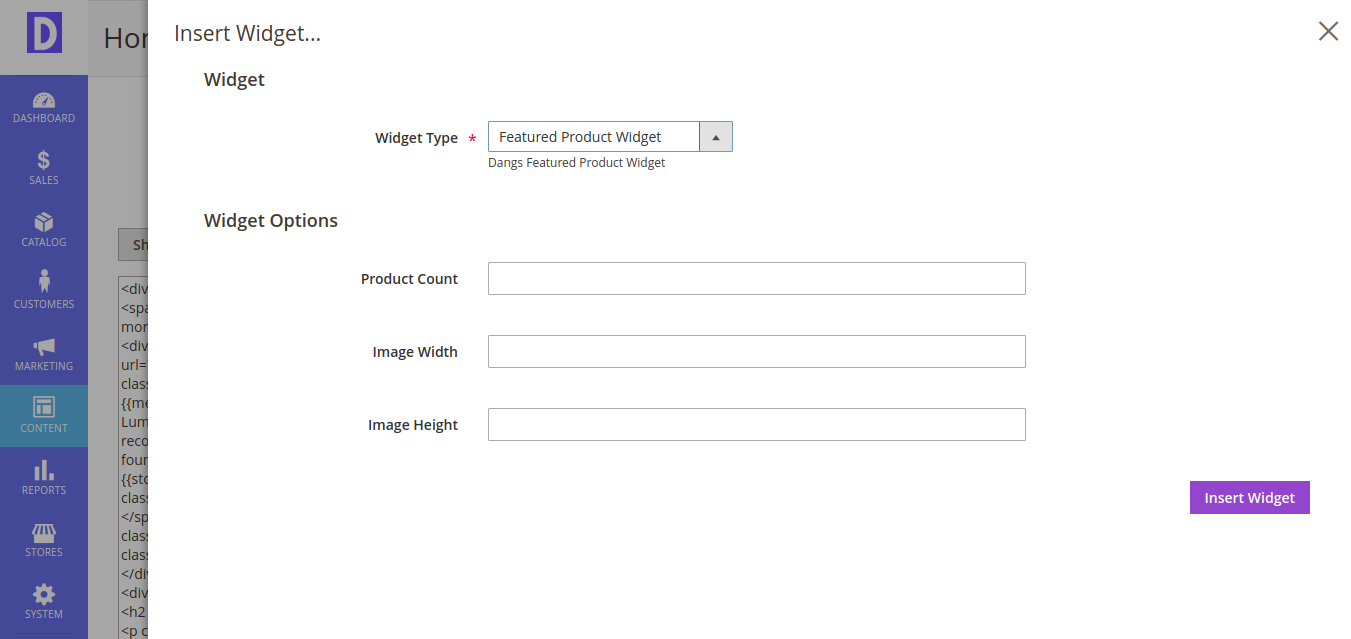 D
DASHBOARD
SALES
CATALOG
CUSTOMERS
MARKETING
CONTENT
REPORTS
STORES
SYSTEM
Hor
Sh
<div
<spa
mor
<div
url="
class
{{me
Lum
reco
four
{{sto
class
</sp
class
class
</div
<div
<h2
<p c
Insert Widget...
Widget
Widget Type *
Featured Product Widget
Dangs Featured Product Widget
Widget Options
Product Count
Image Width
Image Height
Insert Widget